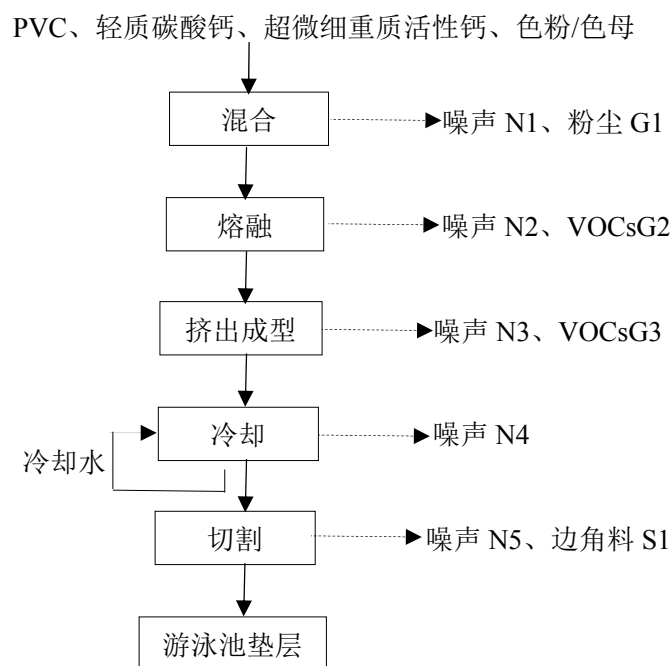 PVC、轻质碳酸钙、超微细重质活性钙、色粉/色母
混合
噪声 N1、粉尘 G1
熔融
噪声 N2、VOCsG2
挤出成型
噪声 N3、VOCsG3
冷却
噪声 N4
冷却水
切割
噪声 N5、边角料 S1
游泳池垫层